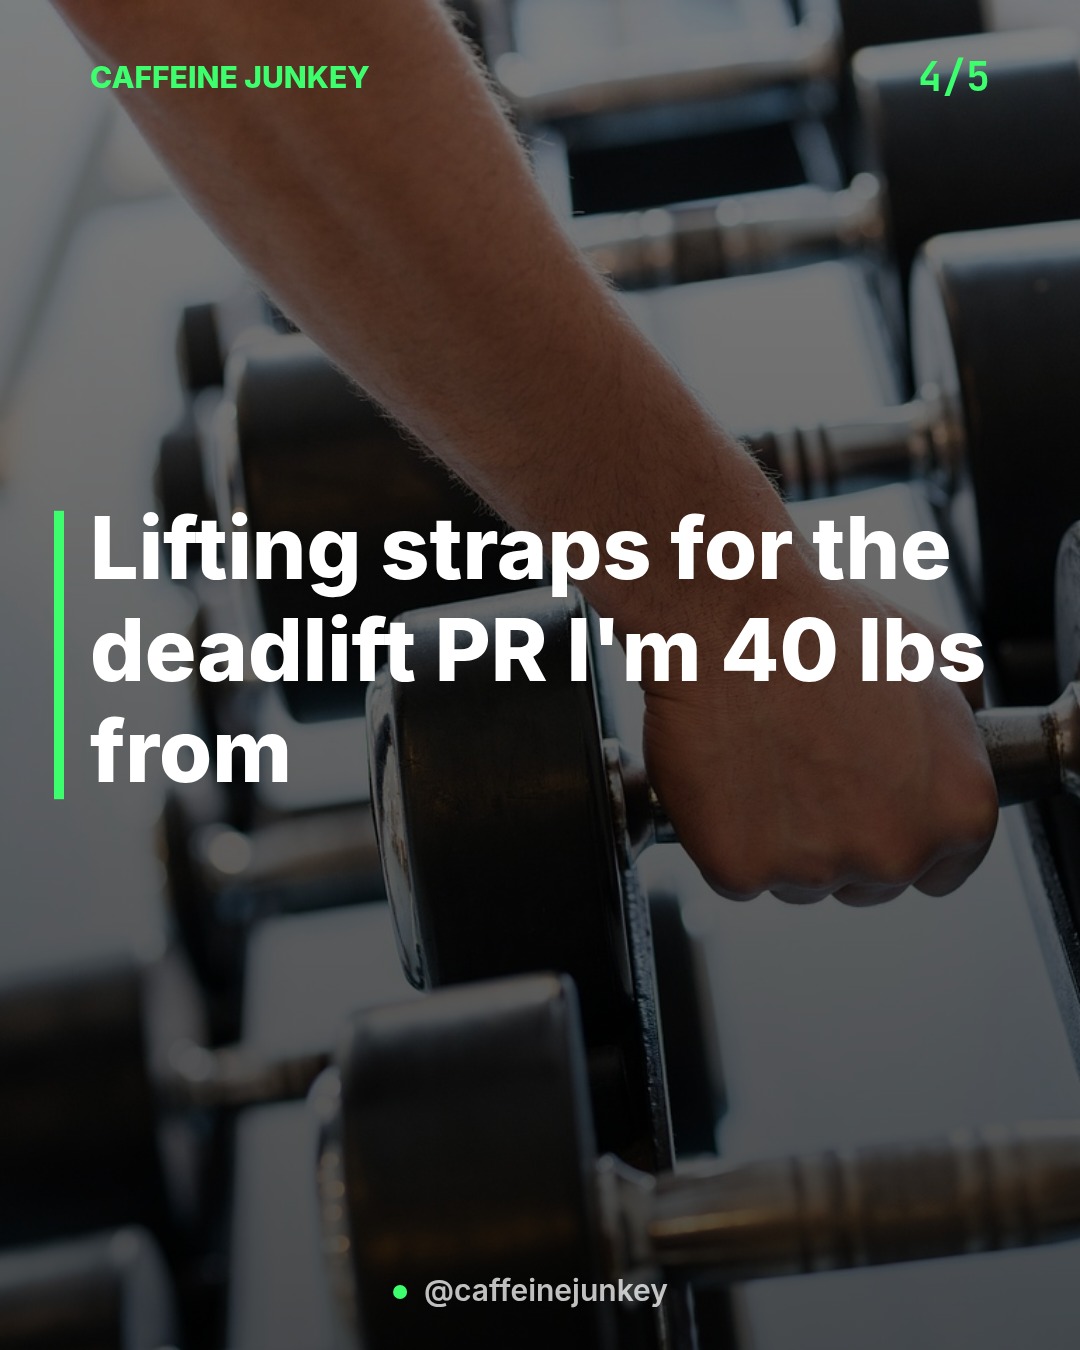 CAFFEINE JUNKEY
4/5
Lifting straps for the
deadlift PR I'm 40 lbs
from
@caffeinejunkey